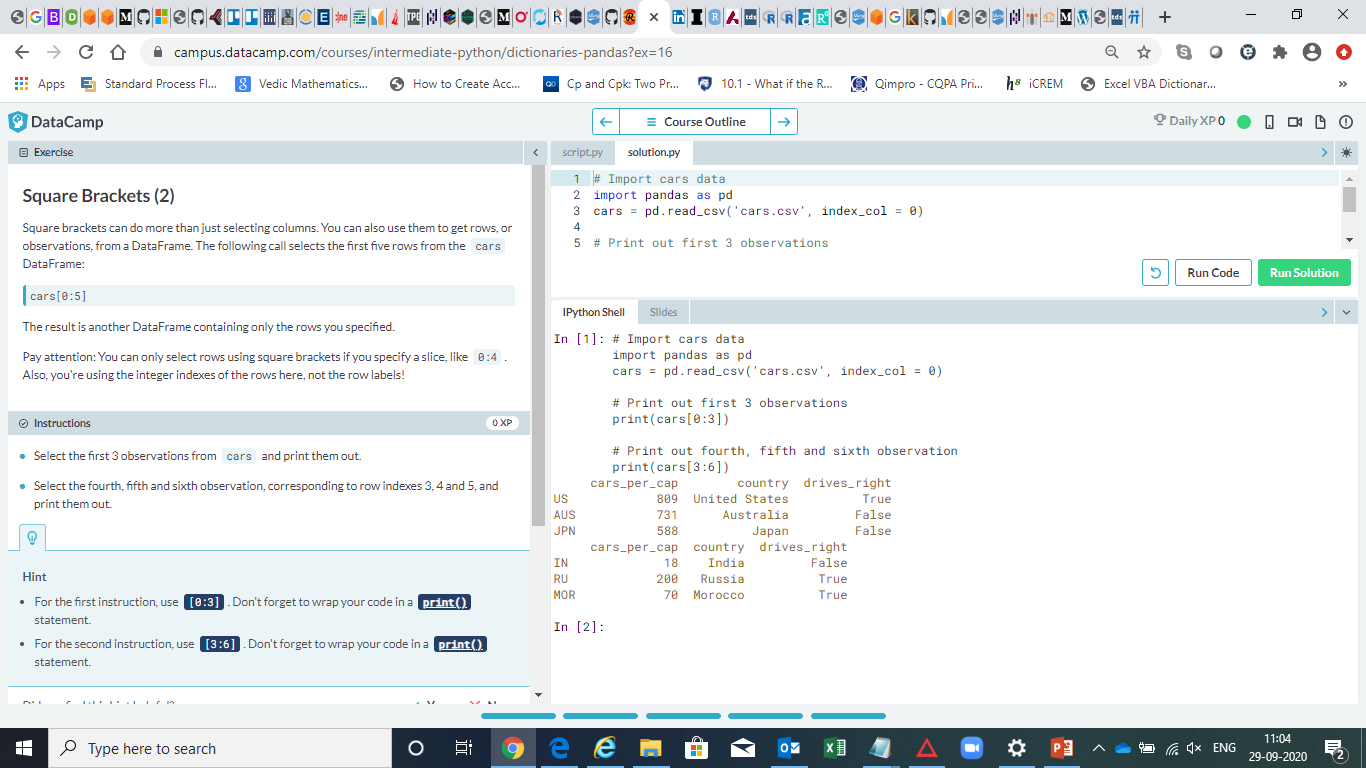 campus.datacamp.com/courses/intermediate-python/dictionaries-pandas?ex=16
Apps Standard Process Fl... Vedic Mathematics... How to Create Acc... Cp and Cpk: Two Pr... 10.1 - What if the R... Qimpro - CQPA Pri... iCREM Excel VBA Dictionar... »
DataCamp
Course Outline
Daily XP 0
Exercise
Square Brackets (2)
Square brackets can do more than just selecting columns. You can also use them to get rows, or
observations, from a DataFrame. The following call selects the first five rows from the cars
DataFrame:
cars[0:5]
The result is another DataFrame containing only the rows you specified.
Pay attention: You can only select rows using square brackets if you specify a slice, like 0:4 .
Also, you're using the integer indexes of the rows here, not the row labels!
Instructions 0 XP
Select the first 3 observations from cars and print them out.
Select the fourth, fifth and sixth observation, corresponding to row indexes 3, 4 and 5, and
print them out.
Hint
For the first instruction, use [0:3] . Don't forget to wrap your code in a print()
statement.
For the second instruction, use [3:6] . Don't forget to wrap your code in a print()
statement.
script.py solution.py
1 # Import cars data
2 import pandas as pd
3 cars = pd.read_csv('cars.csv', index_col = 0)
4
5 # Print out first 3 observations
Run Code Run Solution
IPython Shell Slides
In [1]: # Import cars data
import pandas as pd
cars = pd.read_csv('cars.csv', index_col = 0)
# Print out first 3 observations
print(cars[0:3])
# Print out fourth, fifth and sixth observation
print(cars[3:6])
cars_per_cap country drives_right
US 809 United States True
AUS 731 Australia False
JPN 588 Japan False
cars_per_cap country drives_right
IN 18 India False
RU 200 Russia True
MOR 70 Morocco True
In [2]:
Type here to search
ENG
11:04
29-09-2020
2